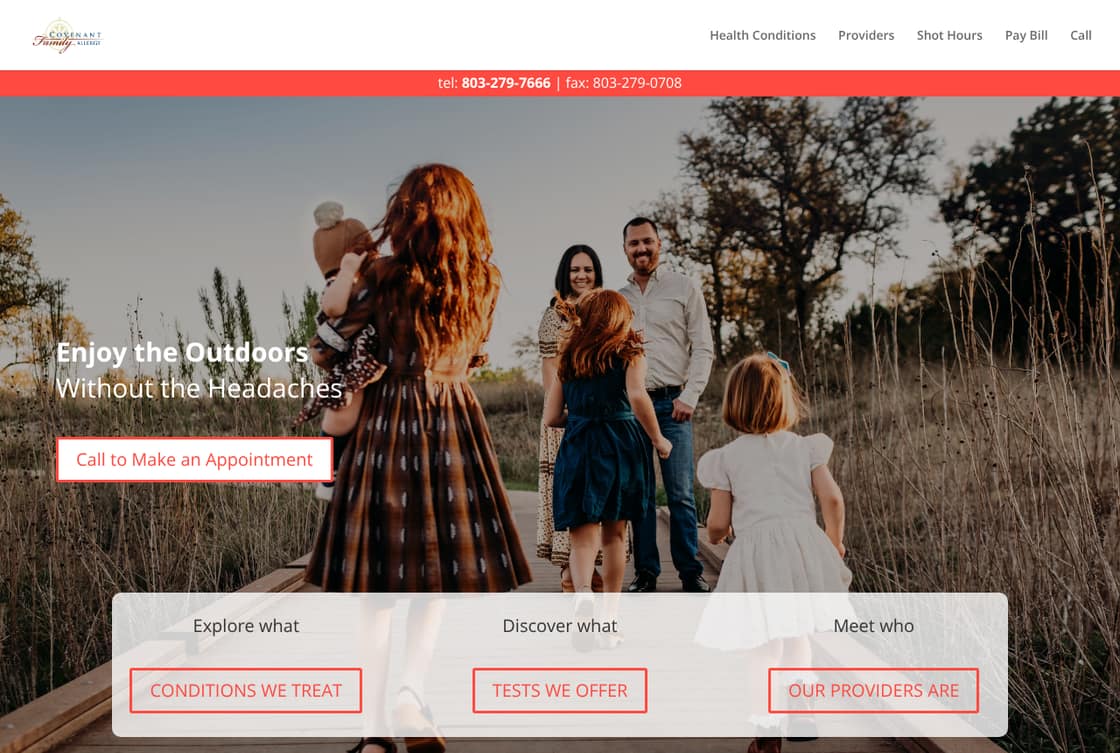 COVENANT
Family ALLERGY
Health Conditions
Providers
Shot Hours
Pay Bill
Call
tel: 803-279-7666 | fax: 803-279-0708
Enjoy the Outdoors
Without the Headaches
Call to Make an Appointment
Explore what
CONDITIONS WE TREAT
Discover what
TESTS WE OFFER
Meet who
OUR PROVIDERS ARE